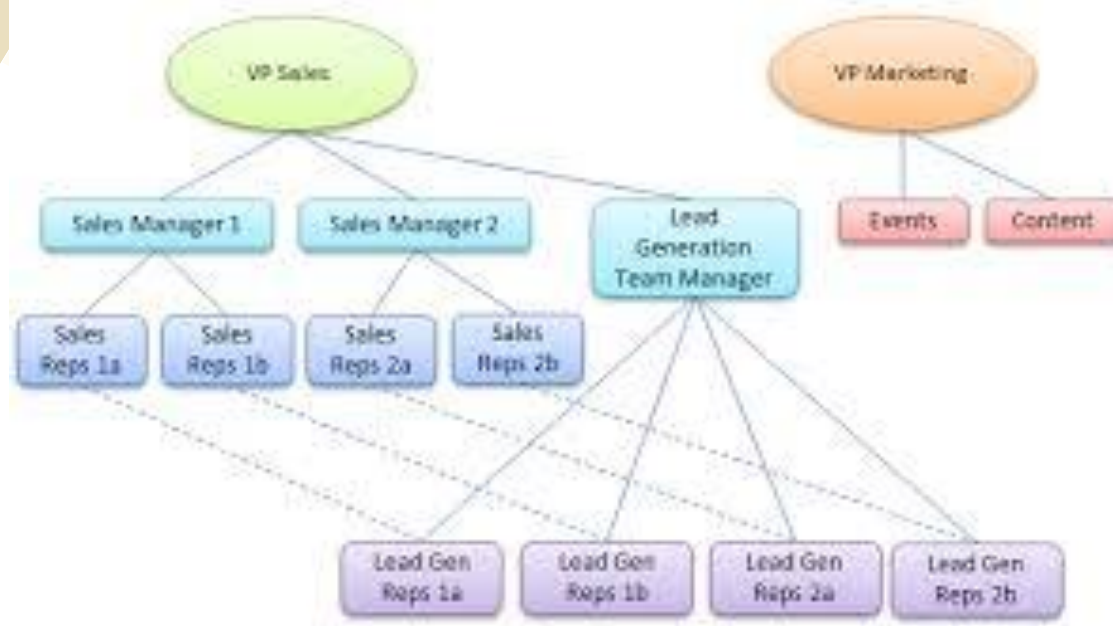 VP Sales
VP Marketing
Sales Manager 1
Sales Manager 2
Lead
Generation
Team Manager
Events
Content
Sales
Reps 1a
Sales
Reps 1b
Sales
Reps 2a
Sales
Reps 2b
Lead Gen
Reps 1a
Lead Gen
Reps 1b
Lead Gen
Reps 2a
Lead Gen
Reps 2b